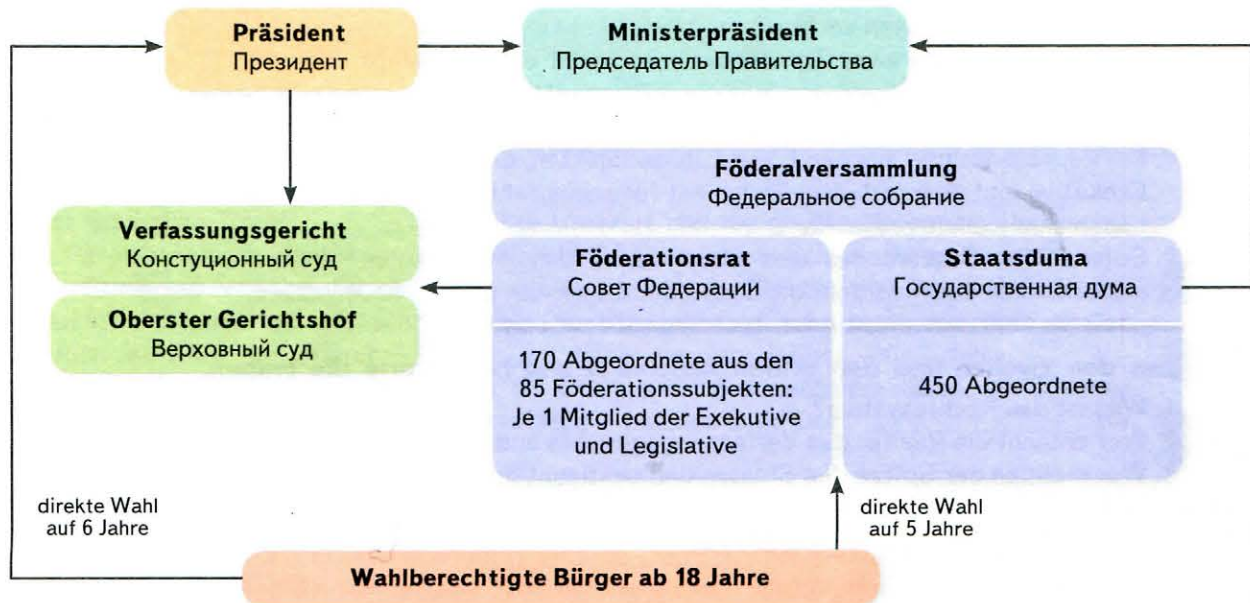 Präsident
Президент
Ministerpräsident
Председатель Правительства
Föderalversammlung
Федеральное собрание
Verfassungsgericht
Констуционный суд
Oberster Gerichtshof
Верховный суд
Föderationsrat
Совет Федерации
170 Abgeordnete aus den
85 Föderationssubjekten:
Je 1 Mitglied der Exekutive
und Legislative
Staatsduma
Государственная дума
450 Abgeordnete
direkte Wahl
auf 6 Jahre
direkte Wahl
auf 5 Jahre
Wahlberechtigte Bürger ab 18 Jahre